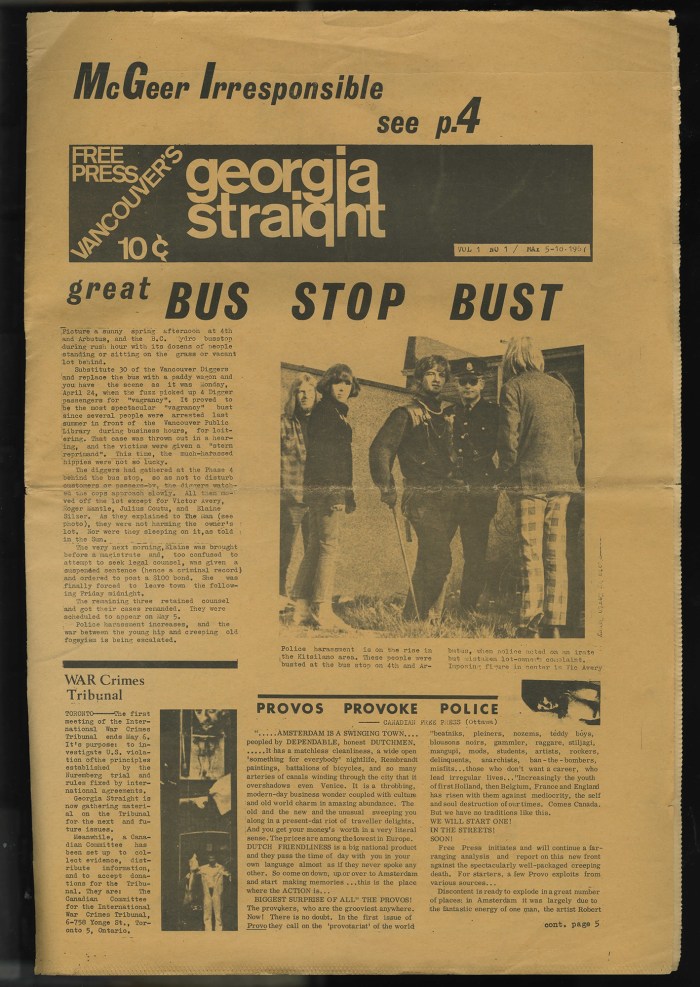 McGeer Irresponsible
see p.4
FREE
PRESS
VANCOUVER'S
10¢
georgia
straight
VOL 1 NO 1 / MAY 5-18-1967
great BUS STOP BUST
Picture a sunny spring afternoon at 4th
and Arbutus, and the B.C. Hydro busstop
during rush hour with its dozens of people
standing or sitting on the grass or vacant
lot behind.
Substitute 30 of the Vancouver Diggers
and replace the bus with a paddy wagon and
you have the scene as it was Monday,
April 24, when the fuzz picked up 4 Digger
passengers for "vagrancy". It proved to
be the most spectacular "vagrancy" bust
since several people were arrested last
summer in front of the Vancouver Public
Library during business hours, for loit-
ering. That case was thrown out in a hear-
ing, and the victims were given a "stern
reprimand". This time, the much-harassed
hippies were not so lucky.
The diggers had gathered at the Phase 4
behind the bus stop, so as not to disturb
customers or passers-by, the diggers watch-
ed the cops approach slowly. All then mo-
ved off the lot except for Victor Avery,
Roger Mantle, Julius Coutu, and Elaine
Gilzer. As they explained to The Man (see
photo), they were not harming the owner's
lot. Nor were they sleeping on it, as told
in the Sun.
The very next morning, Elaine was brought
before a magistrate and, too confused to
attempt to seek legal counsel, was given a
suspended sentence (hence a criminal record)
and ordered to post a $100 bond. She was
finally forced to leave town the follow-
ing Friday midnight.
The remaining three retained counsel
and got their cases remanded. They were
scheduled to appear on May 5.
Police harassment increases, and the
war between the young hip and creeping old
fogeyism is being escalated.
Police harassment is on the rise in
the Kitsilano area. These people were
busted at the bus stop on 4th and Ar-
butus, when police acted on an irate
but mistaken lot-owner's complaint.
Imposing figure in center is Vic Avery
WAR Crimes
Tribunal
TORONTO——The first
meeting of the Inter-
national War Crimes
Tribunal ends May 6.
It's purpose: to in-
vestigate U.S. viola-
tion ofthe principles
established by the
Nuremberg trial and
rules fixed by inter-
national agreements.
Georgia Straight is
now gathering materi-
al on the Tribunal
for the next and fu-
ture issues.
Meanwhile, a Cana-
dian Committee has
been set up to col-
lect evidence, dist-
ribute information,
and to accept dona-
tions for the Tribu-
nal. They are: The
Canadian Committee
for the International
War Crimes Tribunal,
6-758 Yonge St., Tor-
onto 5, Ontario.
PROVOS PROVOKE POLICE
— CANADIAN FREE PRESS (Ottawa)
".....AMSTERDAM IS A SWINGING TOWN....
peopled by DEPENDABLE, honest DUTCHMEN,
.....It has a matchless cleanliness, a wide open
'something for everybody' nightlife, Rembrandt
paintings, battalions of bicycles, and so many
arteries of canals winding through the city that it
overshadows even Venice. It is a throbbing,
modern-day business wonder coupled with culture
and old world charm in amazing abundance. The
old and the new and the unusual sweeping you
along in a present-day riot of traveller delights.
And you get your money's worth in a very literal
sense. The prices are among the lowest in Europe.
DUTCH FRIENDLINESS is a big national product
and they pass the time of day with you in your
own language almost as if they never spoke any
other. So come on down, up or over to Amsterdam
and start making memories ...this is the place
where the ACTION is...
BIGGEST SURPRISE OF ALL" THE PROVOS!
The provokers, who are the grooviest anywhere.
Now! There is no doubt. In the first issue of
Provo they call on the 'provotariat' of the world
"beatniks, pleiners, nozems, teddy boys,
blousons noirs, gammler, raggare, stiljagi,
mangupi, mods, students, artists, rockers,
delinquents, anarchists, ban-the-bombers,
misfits...those who don't want a career, who
lead irregular lives..."Increasingly the youth
of first Holland, then Belgium, France and England
has risen with them against mediocrity, the self
and soul destruction of our times. Comes Canada.
But we have no traditions like this.
WE WILL START ONE!
IN THE STREETS!
SOON!
Free Press initiates and will continue a far-
ranging analysis and report on this new front
against the spectacularly well-packaged creeping
death. For starters, a few Provo exploits from
various sources...
Discontent is ready to explode in a great number
of places: in Amsterdam it was largely due to
the fantastic energy of one man, the artist Robert
cont. page 5